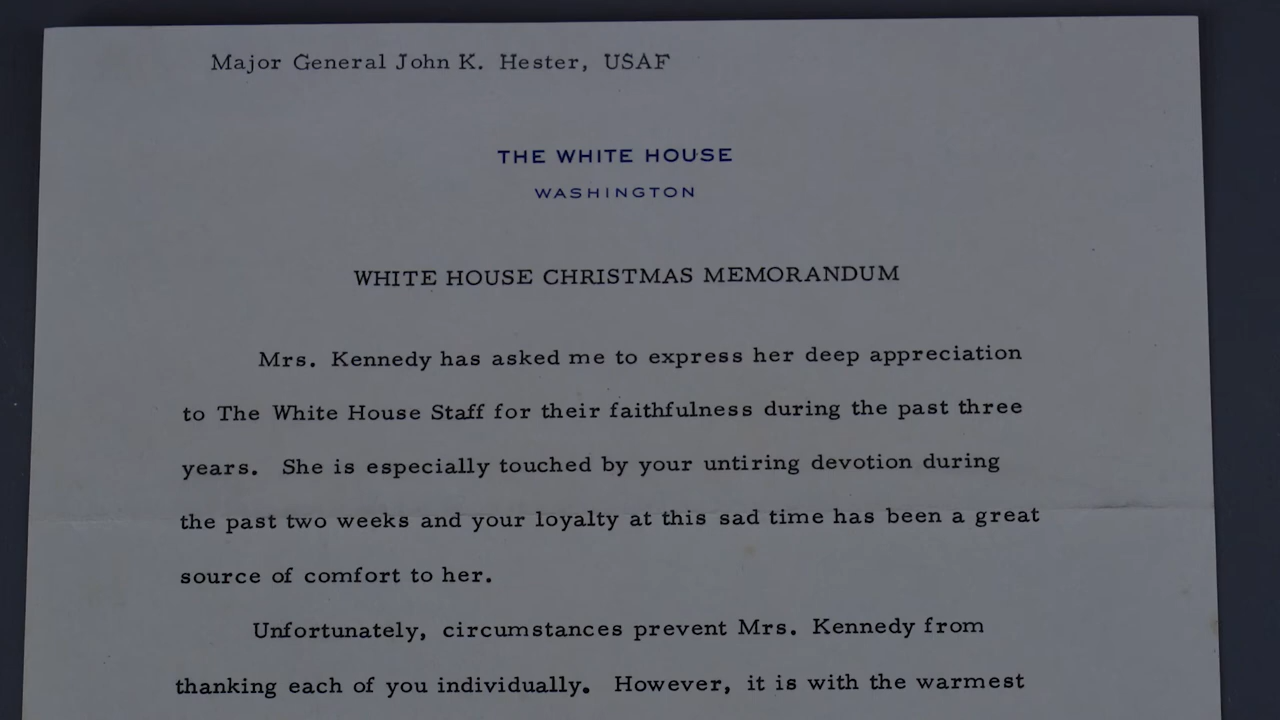 Major General John K. Hester, USAF
THE WHITE HOUSE
WASHINGTON
WHITE HOUSE CHRISTMAS MEMORANDUM
Mrs. Kennedy has asked me to express her deep appreciation
to The White House Staff for their faithfulness during the past three
years. She is especially touched by your untiring devotion during
the past two weeks and your loyalty at this sad time has been a great
source of comfort to her.
Unfortunately, circumstances prevent Mrs. Kennedy from
thanking each of you individually. However, it is with the warmest